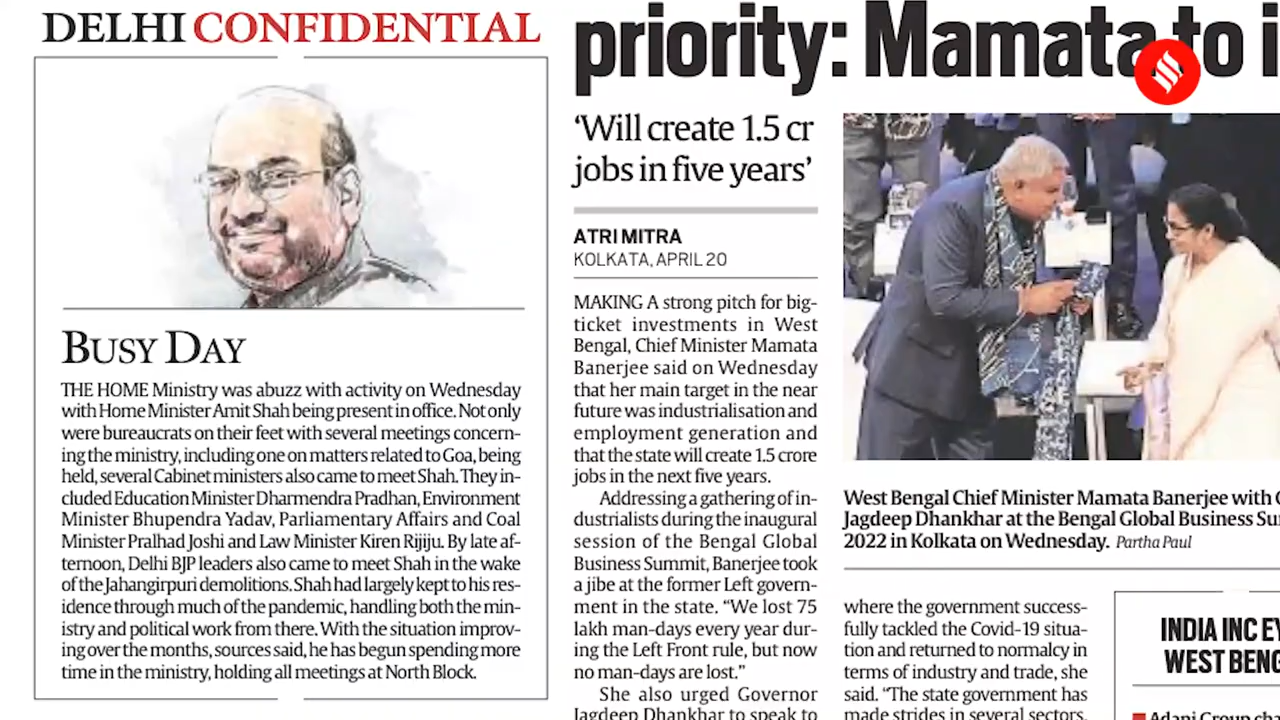 DELHI CONFIDENTIAL
BUSY DAY
THE HOME Ministry was abuzz with activity on Wednesday
with Home Minister Amit Shah being present in office. Not only
were bureaucrats on their feet with several meetings concern-
ing the ministry, including one on matters related to Goa, being
held, several Cabinet ministers also came to meet Shah. They in-
cluded Education Minister Dharmendra Pradhan, Environment
Minister Bhupendra Yadav, Parliamentary Affairs and Coal
Minister Pralhad Joshi and Law Minister Kiren Rijiju. By late af-
ternoon, Delhi BJP leaders also came to meet Shah in the wake
of the Jahangirpuri demolitions. Shah had largely kept to his res-
idence through much of the pandemic, handling both the min-
istry and political work from there. With the situation improv-
ing over the months, sources said, he has begun spending more
time in the ministry, holding all meetings at North Block.
priority: Mamata to i
‘Will create 1.5 cr
jobs in five years’
ATRI MITRA
KOLKATA, APRIL 20
MAKING A strong pitch for big-
ticket investments in West
Bengal, Chief Minister Mamata
Banerjee said on Wednesday
that her main target in the near
future was industrialisation and
employment generation and
that the state will create 1.5 crore
jobs in the next five years.
Addressing a gathering of in-
dustrialists during the inaugural
session of the Bengal Global
Business Summit, Banerjee took
a jibe at the former Left govern-
ment in the state. “We lost 75
lakh man-days every year dur-
ing the Left Front rule, but now
no man-days are lost.”
She also urged Governor
Jagdeep Dhankhar to speak to
West Bengal Chief Minister Mamata Banerjee with
Jagdeep Dhankhar at the Bengal Global Business Su
2022 in Kolkata on Wednesday. Partha Paul
where the government success-
fully tackled the Covid-19 situa-
tion and returned to normalcy in
terms of industry and trade, she
said. “The state government has
made strides in several sectors,
INDIA INC EY
WEST BENG
Adani Group cha